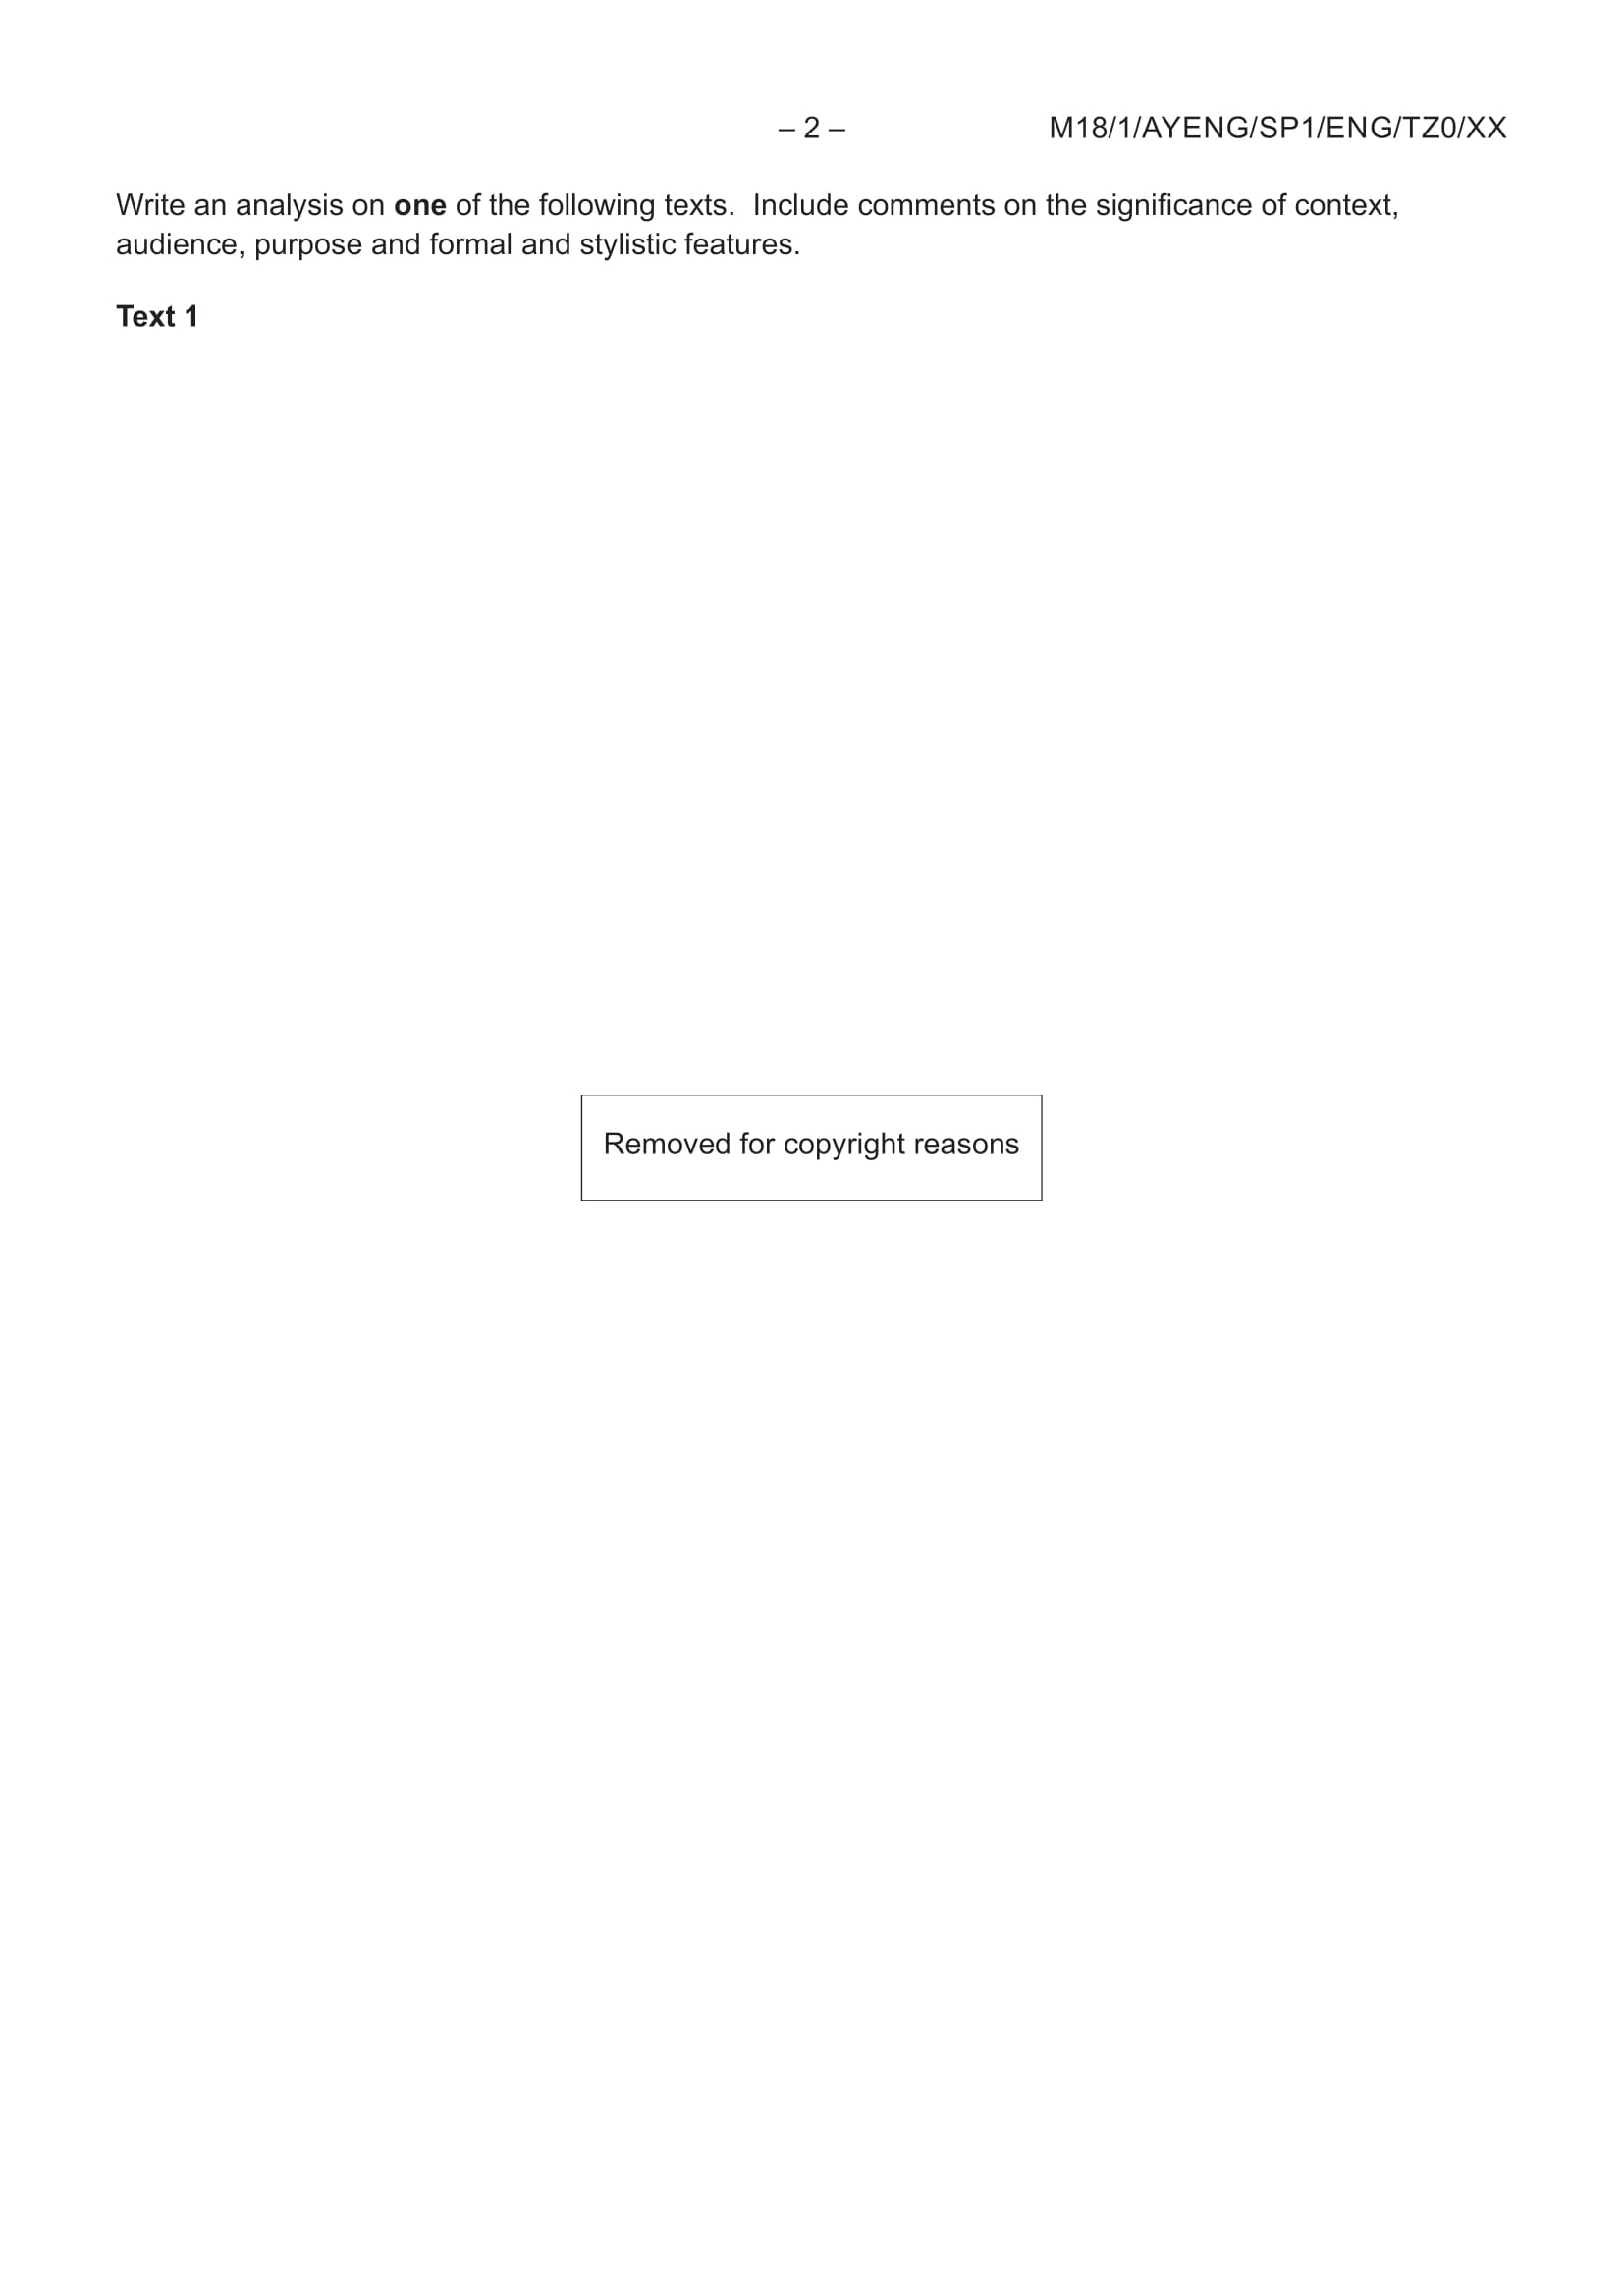 – 2 –
M18/1/AYENG/SP1/ENG/TZ0/XX
Write an analysis on one of the following texts.  Include comments on the significance of context,
audience, purpose and formal and stylistic features.
Text 1
Removed for copyright reasons